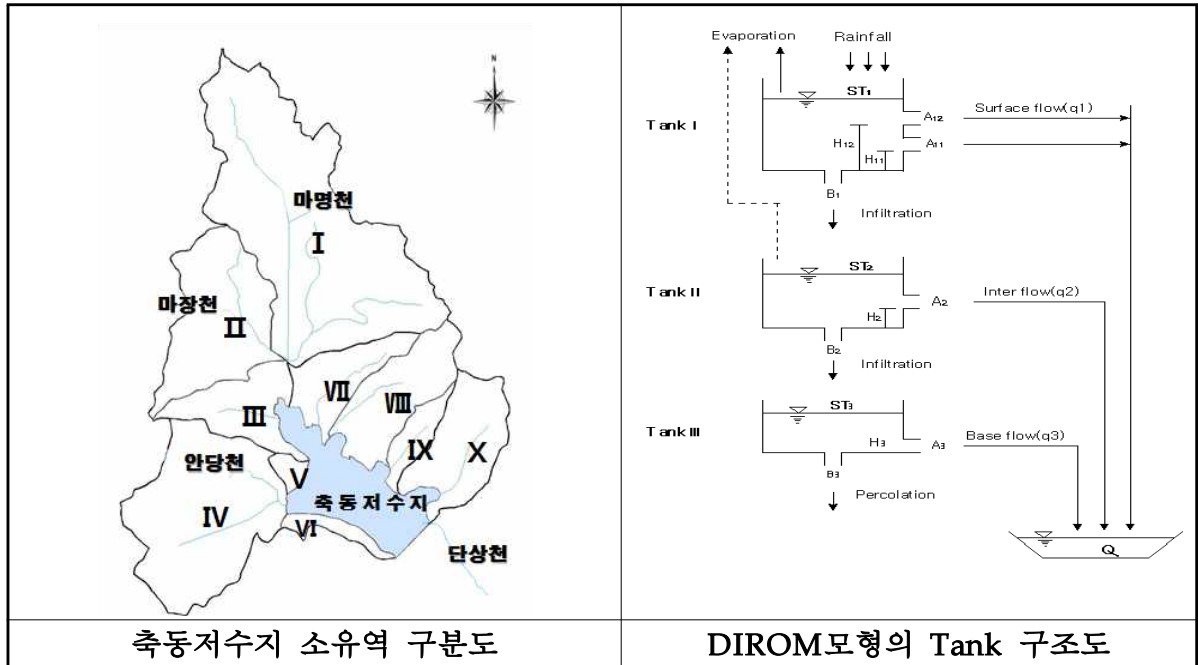 N
마명천
I
마장천
II
VII
VIII
III
IX
X
안당천
V
축동저수지
IV
VI
단상천
축동저수지 소유역 구분도
Evaporation
Rainfall
ST1
Surface flow(q1)
A12
Tank I
H12
A11
H11
B1
Infiltration
ST2
Tank II
Inter flow(q2)
A2
H2
B2
Infiltration
ST3
Tank III
Base flow(q3)
H3
A3
B3
Percolation
Q
DIROM모형의 Tank 구조도